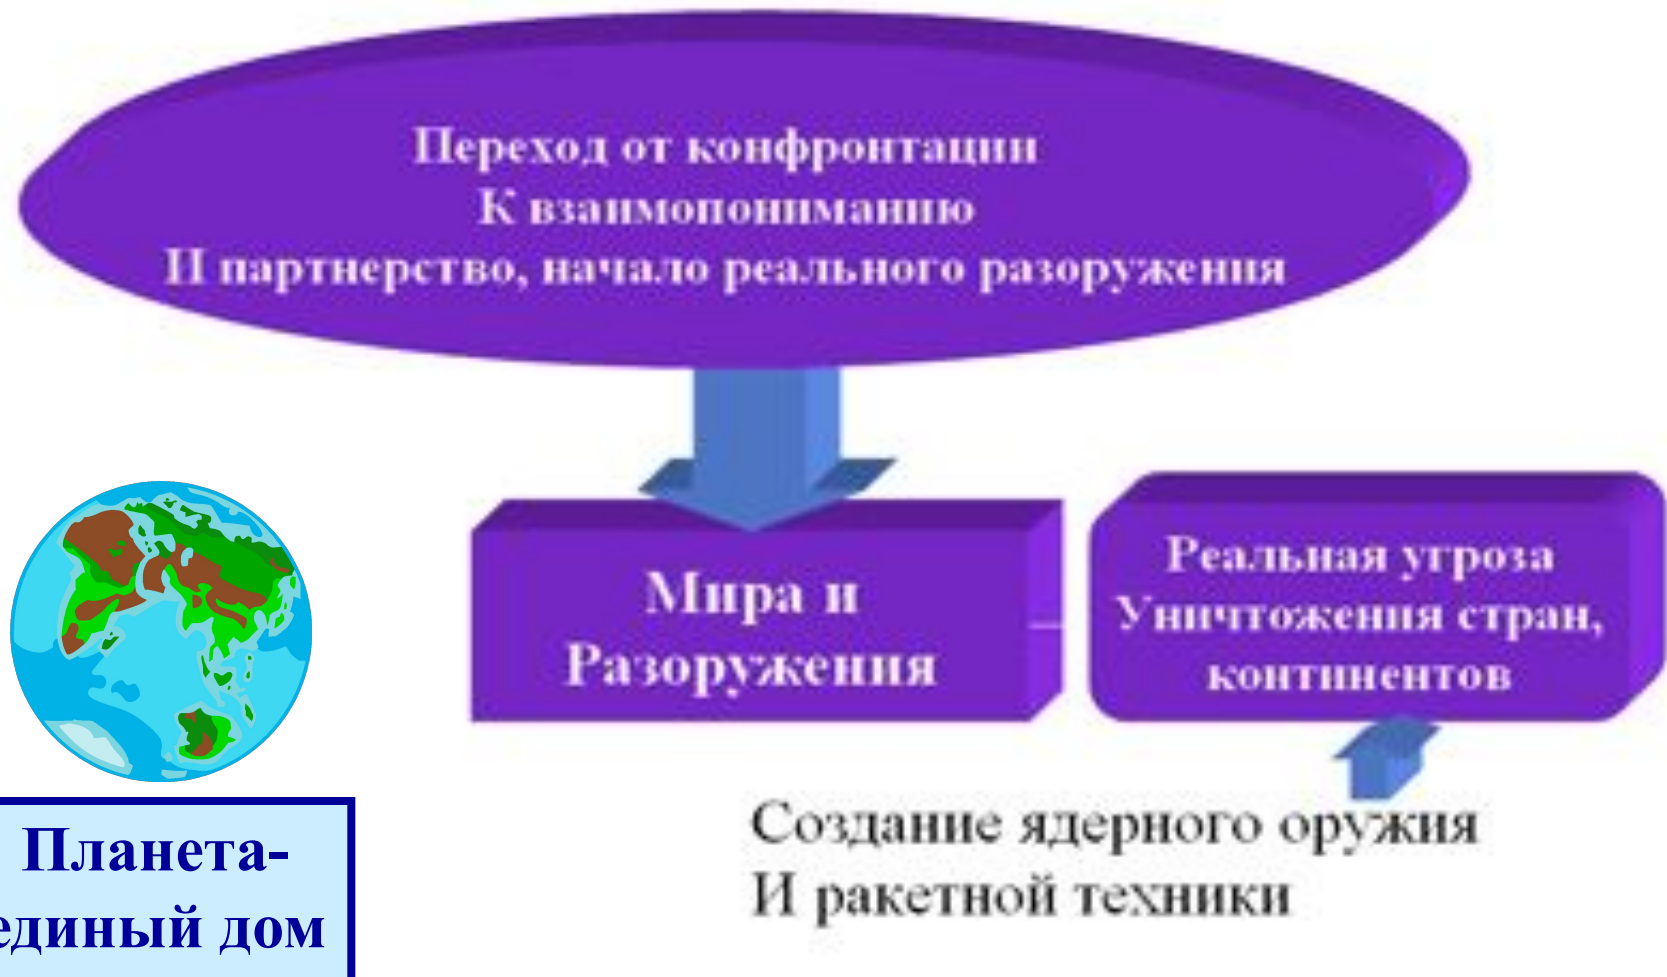 Переход от конфронтации
К взаимопониманию
И партнерство, начало реального разоружения
Мира и
Разоружения
Реальная угроза
Уничтожения стран,
континентов
Создание ядерного оружия
И ракетной техники
Планета-
единый дом